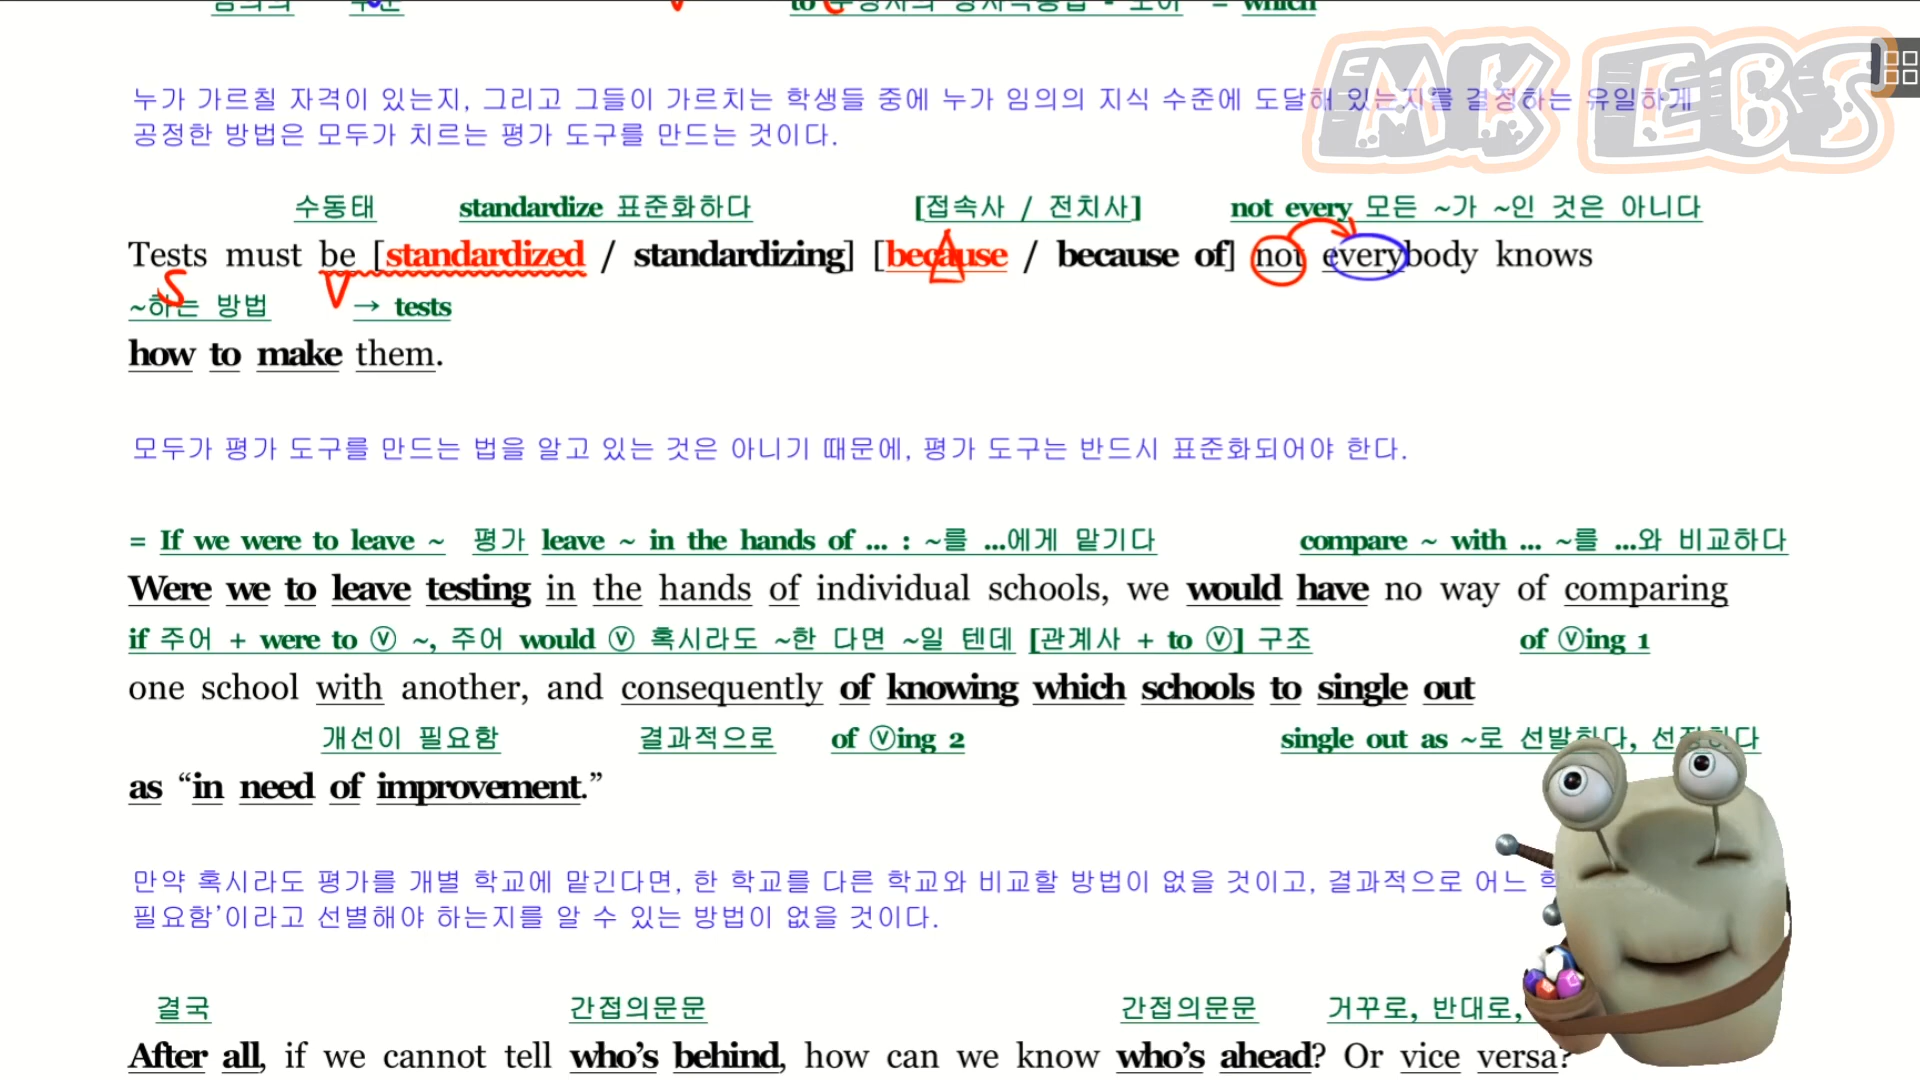 to 부정사의 형용사적용법 - 도어 = which
MK EBS
누가 가르칠 자격이 있는지, 그리고 그들이 가르치는 학생들 중에 누가 임의의 지식 수준에 도달해 있는지를 결정하는 유일하게
공정한 방법은 모두가 치르는 평가 도구를 만드는 것이다.
수동태 standardize 표준화하다 [접속사 / 전치사] not every 모든 ~가 ~인 것은 아니다
Tests must be [standardized / standardizing] [because / because of] not everybody knows
S V
~하는 방법 → tests
how to make them.
모두가 평가 도구를 만드는 법을 알고 있는 것은 아니기 때문에, 평가 도구는 반드시 표준화되어야 한다.
= If we were to leave ~ 평가 leave ~ in the hands of ... : ~를 ...에게 맡기다 compare ~ with ... ~를 ...와 비교하다
Were we to leave testing in the hands of individual schools, we would have no way of comparing
if 주어 + were to ⓥ ~, 주어 would ⓥ 혹시라도 ~한 다면 ~일 텐데 [관계사 + to ⓥ] 구조 of ⓥing 1
one school with another, and consequently of knowing which schools to single out
개선이 필요함 결과적으로 of ⓥing 2 single out as ~로 선발하다, 선정하다
as “in need of improvement.”
만약 혹시라도 평가를 개별 학교에 맡긴다면, 한 학교를 다른 학교와 비교할 방법이 없을 것이고, 결과적으로 어느
필요함’이라고 선별해야 하는지를 알 수 있는 방법이 없을 것이다.
결국 간접의문문 간접의문문 거꾸로, 반대로,
After all, if we cannot tell who’s behind, how can we know who’s ahead? Or vice versa?